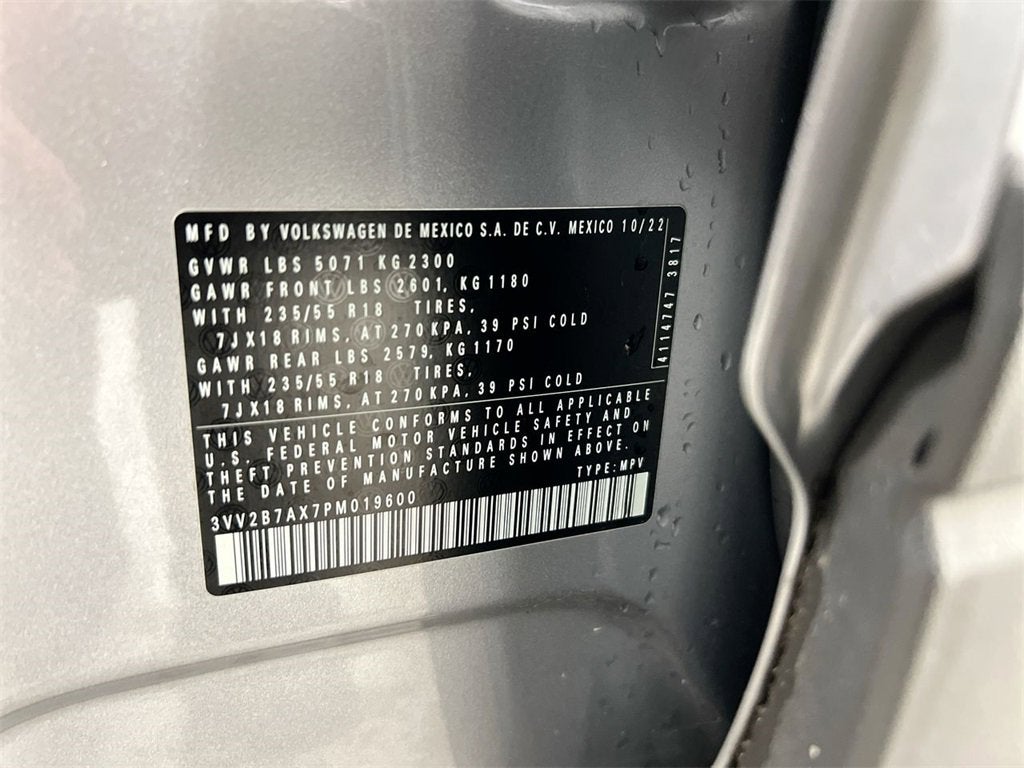 MFD BY VOLKSWAGEN DE MEXICO S.A. DE C.V. MEXICO 10/22
GVWR LBS 5071 KG 2300
GAWR FRONT LBS 2601, KG 1180
WITH 235/55 R18 TIRES,
7JX18 RIMS, AT 270 KPA, 39 PSI COLD
GAWR REAR LBS 2579, KG 1170
WITH 235/55 R18 TIRES,
7JX18 RIMS, AT 270 KPA, 39 PSI COLD
4114747 3817
THIS VEHICLE CONFORMS TO ALL APPLICABLE
U.S. FEDERAL MOTOR VEHICLE SAFETY AND
THEFT PREVENTION STANDARDS IN EFFECT ON
THE DATE OF MANUFACTURE SHOWN ABOVE.
TYPE: MPV
3VV2B7AX7PM019600